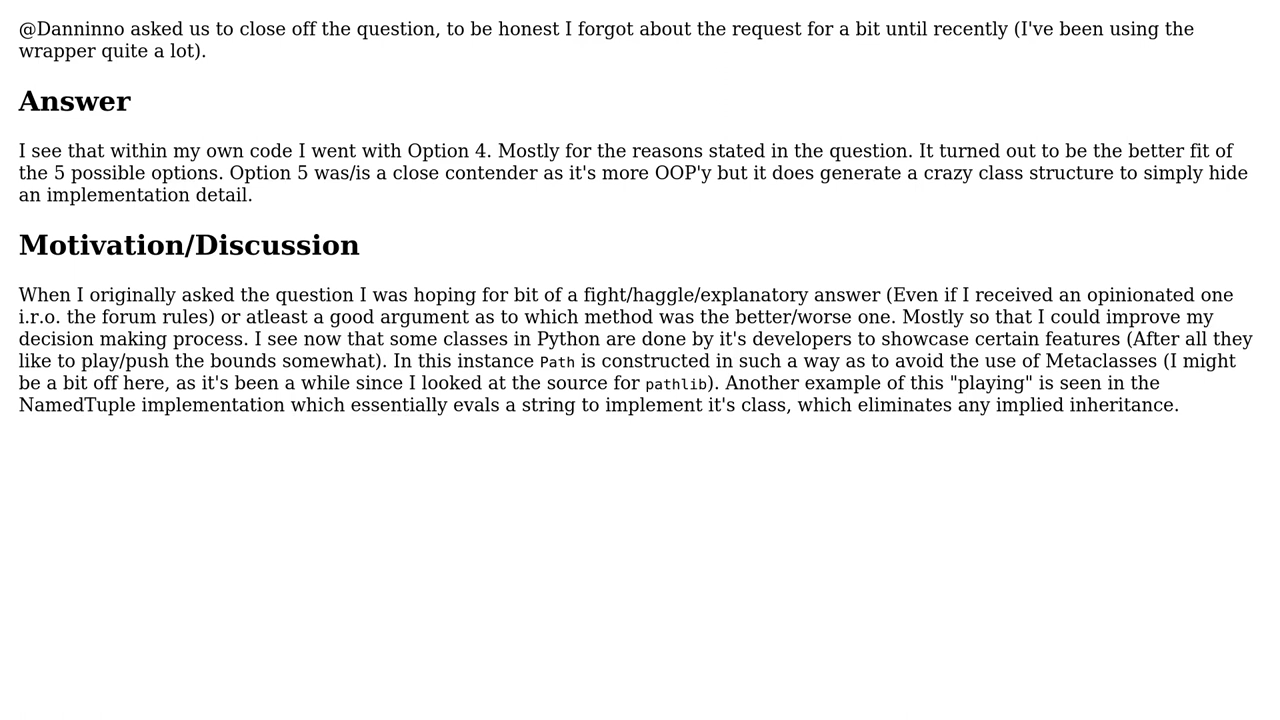 @Danninno asked us to close off the question, to be honest I forgot about the request for a bit until recently (I've been using the
wrapper quite a lot).
Answer
I see that within my own code I went with Option 4. Mostly for the reasons stated in the question. It turned out to be the better fit of
the 5 possible options. Option 5 was/is a close contender as it's more OOP'y but it does generate a crazy class structure to simply hide
an implementation detail.
Motivation/Discussion
When I originally asked the question I was hoping for bit of a fight/haggle/explanatory answer (Even if I received an opinionated one
i.r.o. the forum rules) or atleast a good argument as to which method was the better/worse one. Mostly so that I could improve my
decision making process. I see now that some classes in Python are done by it's developers to showcase certain features (After all they
like to play/push the bounds somewhat). In this instance Path is constructed in such a way as to avoid the use of Metaclasses (I might
be a bit off here, as it's been a while since I looked at the source for pathlib). Another example of this "playing" is seen in the
NamedTuple implementation which essentially evals a string to implement it's class, which eliminates any implied inheritance.